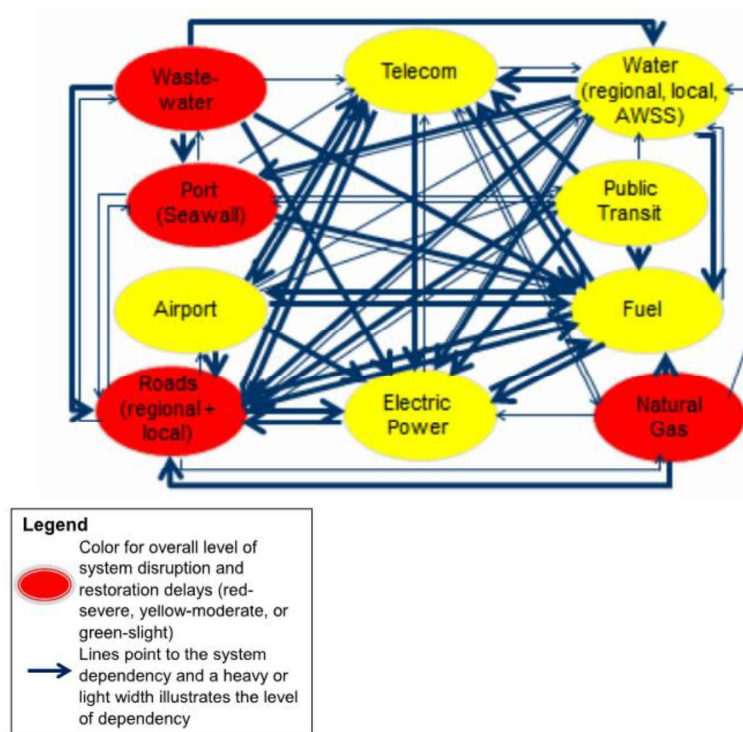 Waste-
water
Telecom
Water
(regional, local,
AWSS)
Port
(Seawall)
Public
Transit
Airport
Fuel
Roads
(regional +
local)
Electric
Power
Natural
Gas
Legend
Color for overall level of
system disruption and
restoration delays (red-
severe, yellow-moderate, or
green-slight)
Lines point to the system
dependency and a heavy or
light width illustrates the level
of dependency